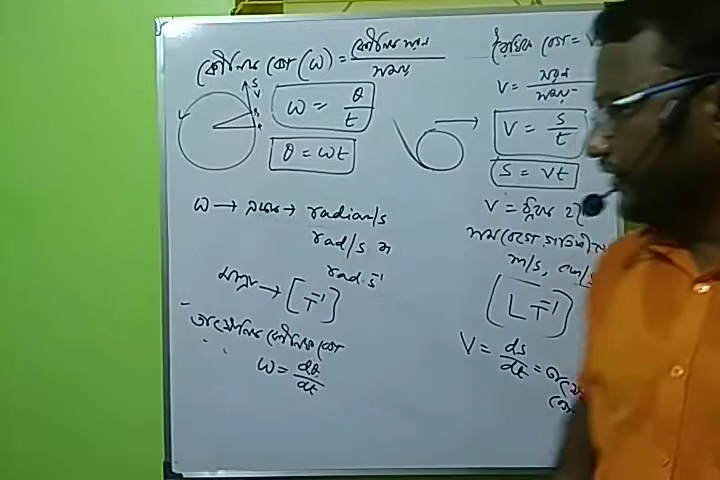 কৌণিক বেগ (ω) = কৌণিক সরণ / সময়
ω = θ / t
θ = ωt
ω → একক → radian/s
rad/s বা
rad.s⁻¹
মাত্রা → [T⁻¹]
তাৎক্ষণিক কৌণিক বেগ
ω = dθ / dt
রৈখিক বেগ = V
V = সরণ / সময়
V = s / t
S = Vt
V =
m/s, cm/s
[LT⁻¹]
V = ds / dt =